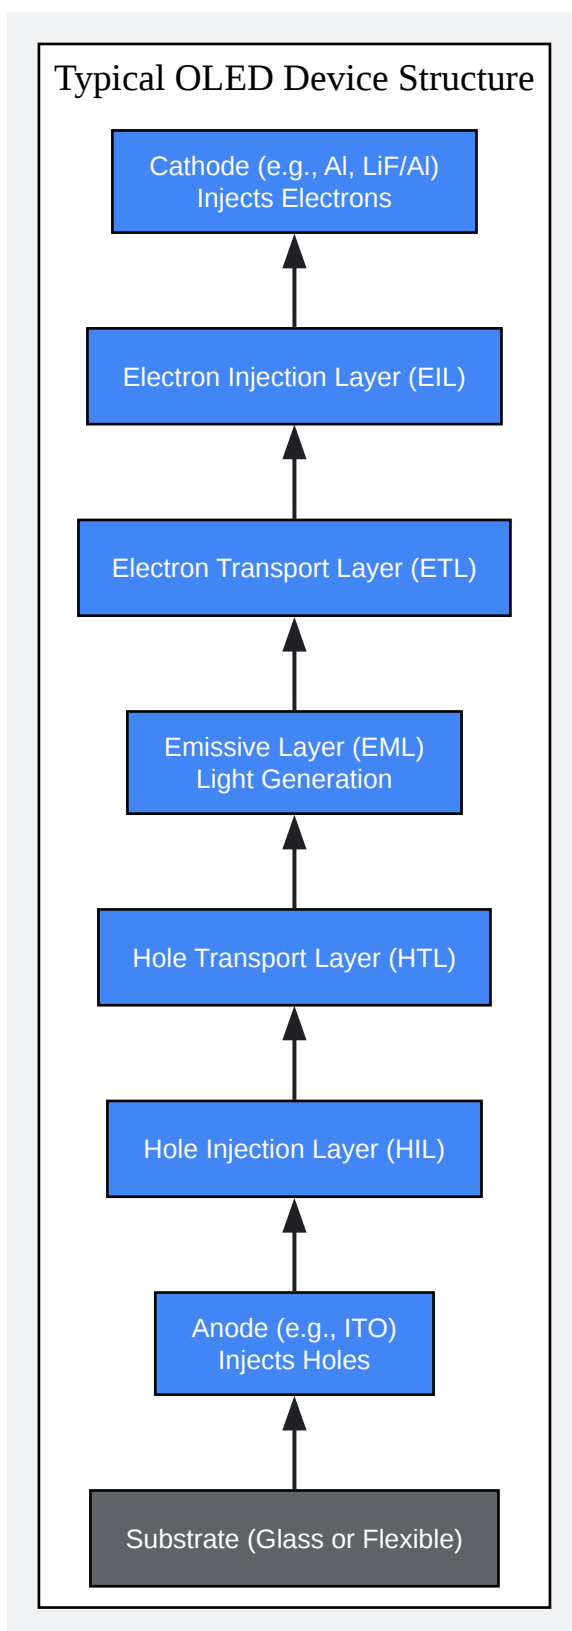 Typical OLED Device Structure
Cathode (e.g., Al, LiF/Al)
Injects Electrons
Electron Injection Layer (EIL)
Electron Transport Layer (ETL)
Emissive Layer (EML)
Light Generation
Hole Transport Layer (HTL)
Hole Injection Layer (HIL)
Anode (e.g., ITO)
Injects Holes
Substrate (Glass or Flexible)